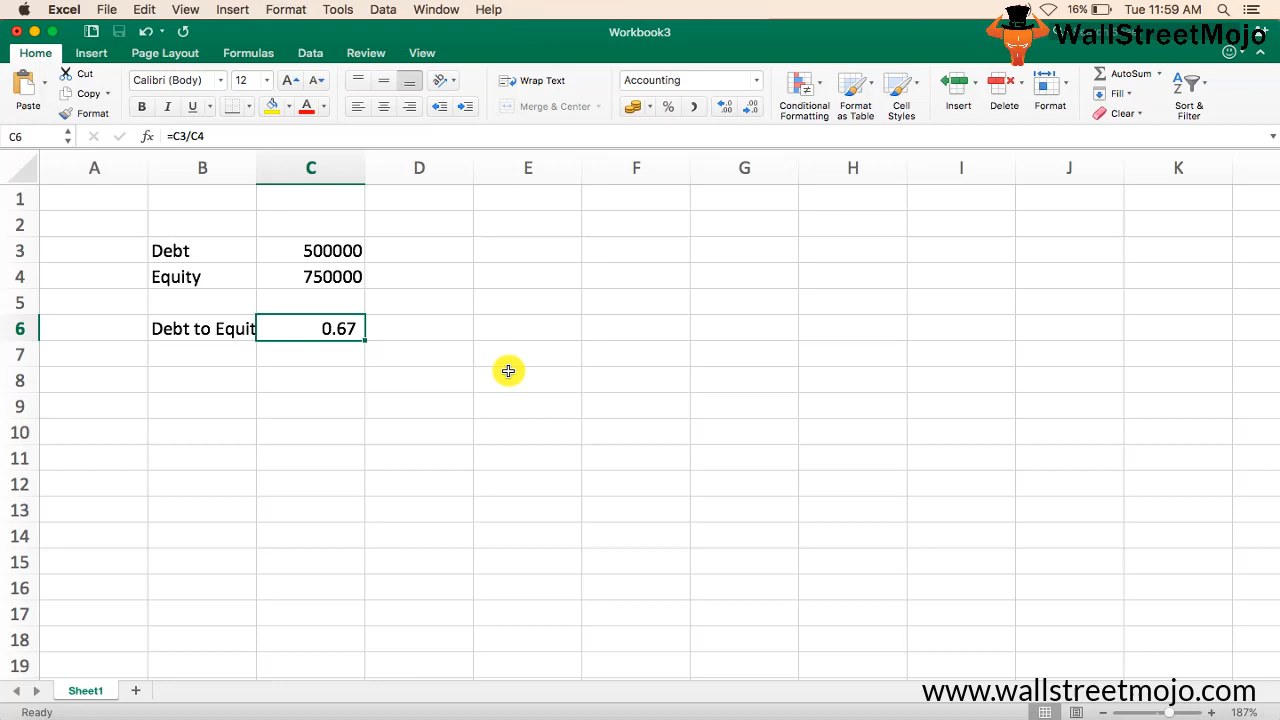 Excel File Edit View Insert Format Tools Data Window Help 16% Tue 11:59 AM
Workbook3
WallStreetMojo
Home Insert Page Layout Formulas Data Review View
Cut
Copy
Format
Paste
Calibri (Body) 12
B I U A
Wrap Text
Merge & Center
Accounting
%
Conditional Formatting
Format as Table
Cell Styles
Insert
Delete
Format
AutoSum
Fill
Clear
Sort & Filter
C6 fx =C3/C4
A B C D E F G H I J K
1
2
3 Debt 500000
4 Equity 750000
5
6 Debt to Equit 0.67
7
8
9
10
11
12
13
14
15
16
17
18
19
Sheet1
www.wallstreetmojo.com
Ready 187%